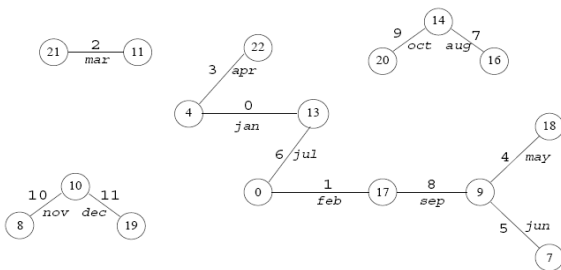 14
9 7
oct aug
20 16
22
3 apr
21 2 11
mar
4 0 13
jan
18
6 jul
4 may
10
10 11
nov dec
8 19
0 1 17 8 9
feb sep
5 jun
7